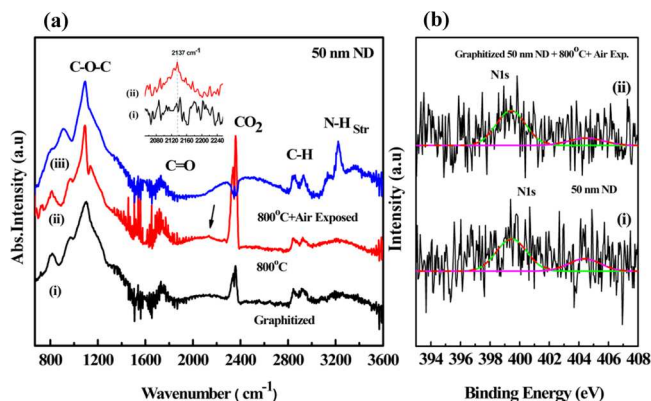 (a)
50 nm ND
2137 cm⁻¹
(ii)
(i)
2080 2120 2160 2200 2240
C-O-C
CO₂
N-H Str
C-H
C=O
(iii)
(ii)
(i)
800°C+Air Exposed
800°C
Graphitized
Abs.Intensity (a.u)
800 1200 1600 2000 2400 2800 3200 3600
Wavenumber ( cm⁻¹)
(b)
Graphitized 50 nm ND + 800°C+ Air Exp.
N1s
(ii)
50 nm ND
N1s
(i)
Intensity (a.u)
394 396 398 400 402 404 406 408
Binding Energy (eV)